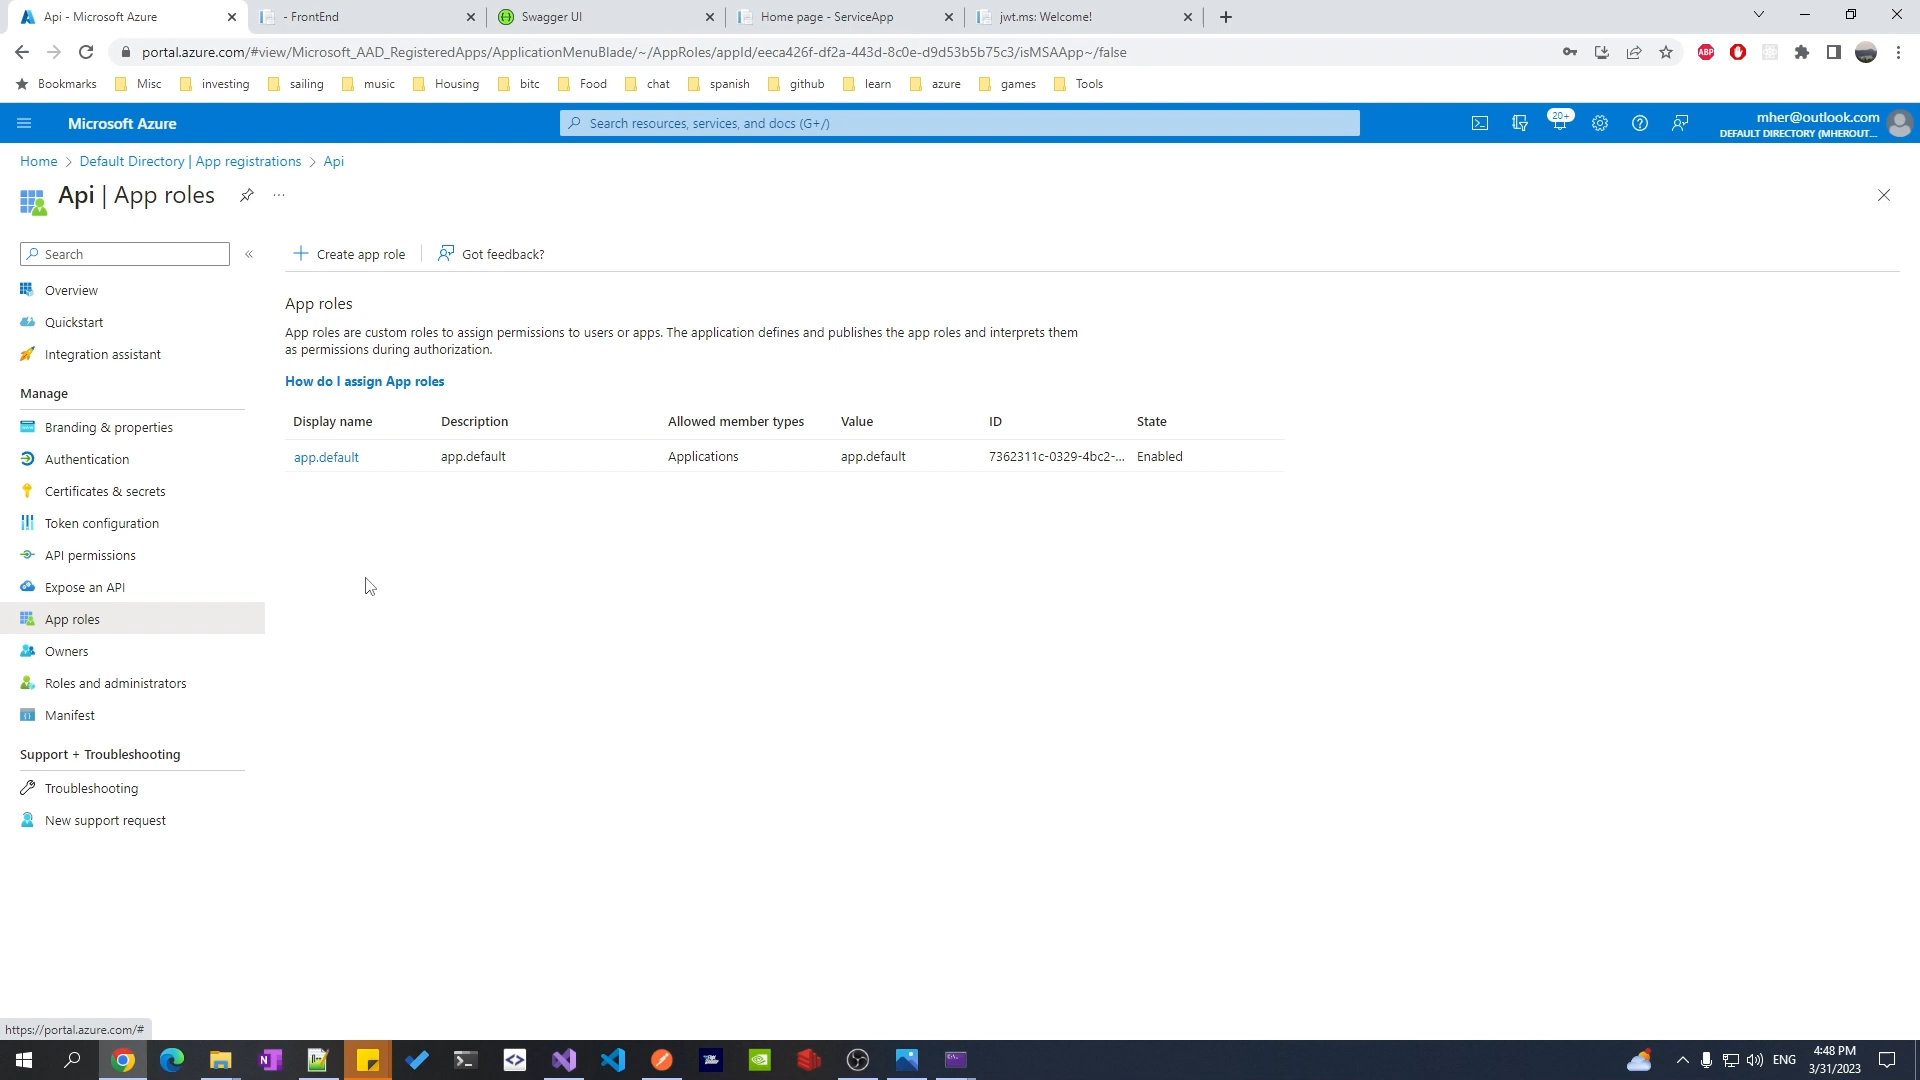 Api - Microsoft Azure
- FrontEnd
Swagger UI
Home page - ServiceApp
jwt.ms: Welcome!
portal.azure.com/#view/Microsoft_AAD_RegisteredApps/ApplicationMenuBlade/~/AppRoles/appId/eeca426f-df2a-443d-8c0e-d9d53b5b75c3/isMSAApp~/false
ABP
Bookmarks
Misc
investing
sailing
music
Housing
bitc
Food
chat
spanish
github
learn
azure
games
Tools
Microsoft Azure
Search resources, services, and docs (G+/)
20+
mher@outlook.com
DEFAULT DIRECTORY (MHEROUT...
Home > Default Directory | App registrations > Api
Api | App roles
Search
Create app role
Got feedback?
Overview
Quickstart
Integration assistant
Manage
Branding & properties
Authentication
Certificates & secrets
Token configuration
API permissions
Expose an API
App roles
Owners
Roles and administrators
Manifest
Support + Troubleshooting
Troubleshooting
New support request
App roles
App roles are custom roles to assign permissions to users or apps. The application defines and publishes the app roles and interprets them
as permissions during authorization.
How do I assign App roles
Display name Description Allowed member types Value ID State
app.default app.default Applications app.default 7362311c-0329-4bc2-... Enabled
https://portal.azure.com/#
ENG
4:48 PM
3/31/2023